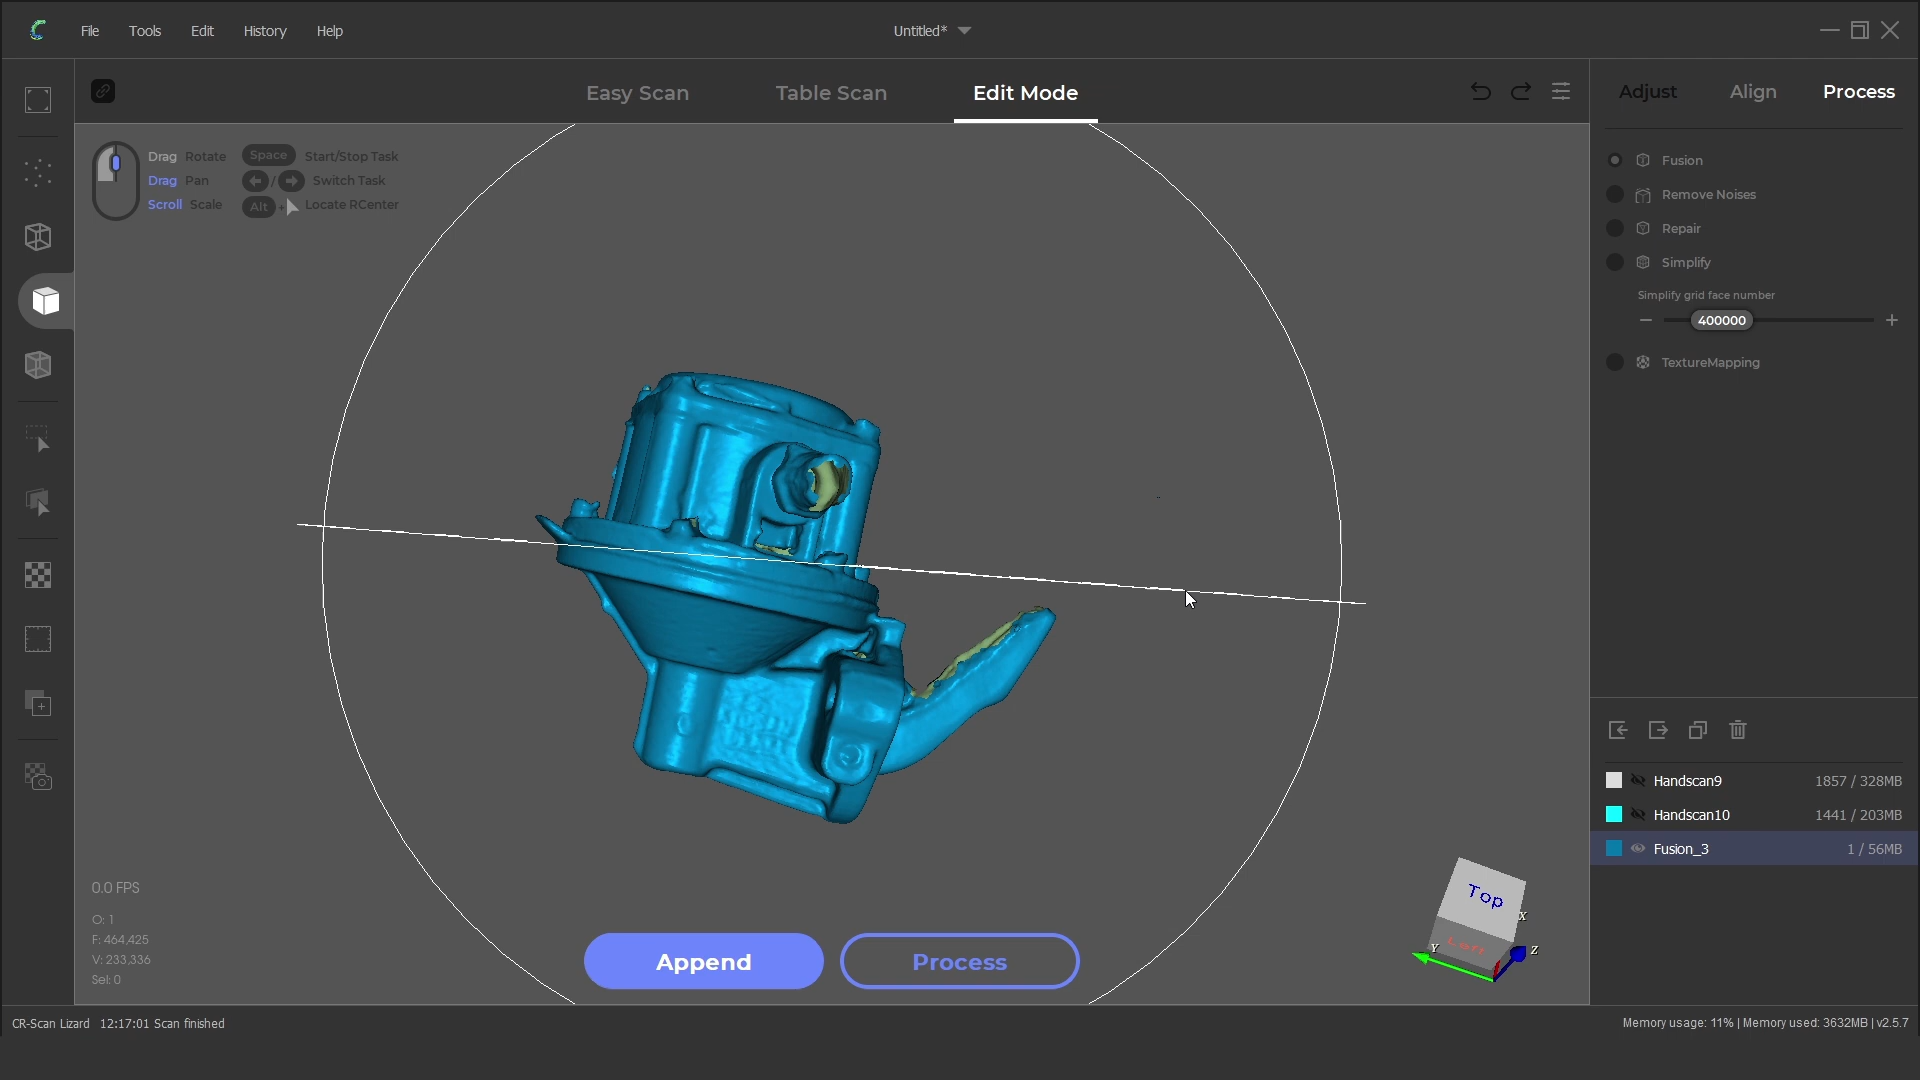 File Tools Edit History Help
Untitled*
Easy Scan Table Scan Edit Mode
Adjust Align Process
Drag Rotate Space Start/Stop Task
Drag Pan / Switch Task
Scroll Scale Alt + Locate RCenter
Fusion
Remove Noises
Repair
Simplify
Simplify grid face number
− 400000 +
TextureMapping
Handscan9 1857 / 328MB
Handscan10 1441 / 203MB
Fusion_3 1 / 56MB
Top
Left
X
Y
Z
0.0 FPS
O: 1
F: 464,425
V: 233,336
Sel: 0
Append Process
CR-Scan Lizard 12:17:01 Scan finished
Memory usage: 11% | Memory used: 3632MB | v2.5.7